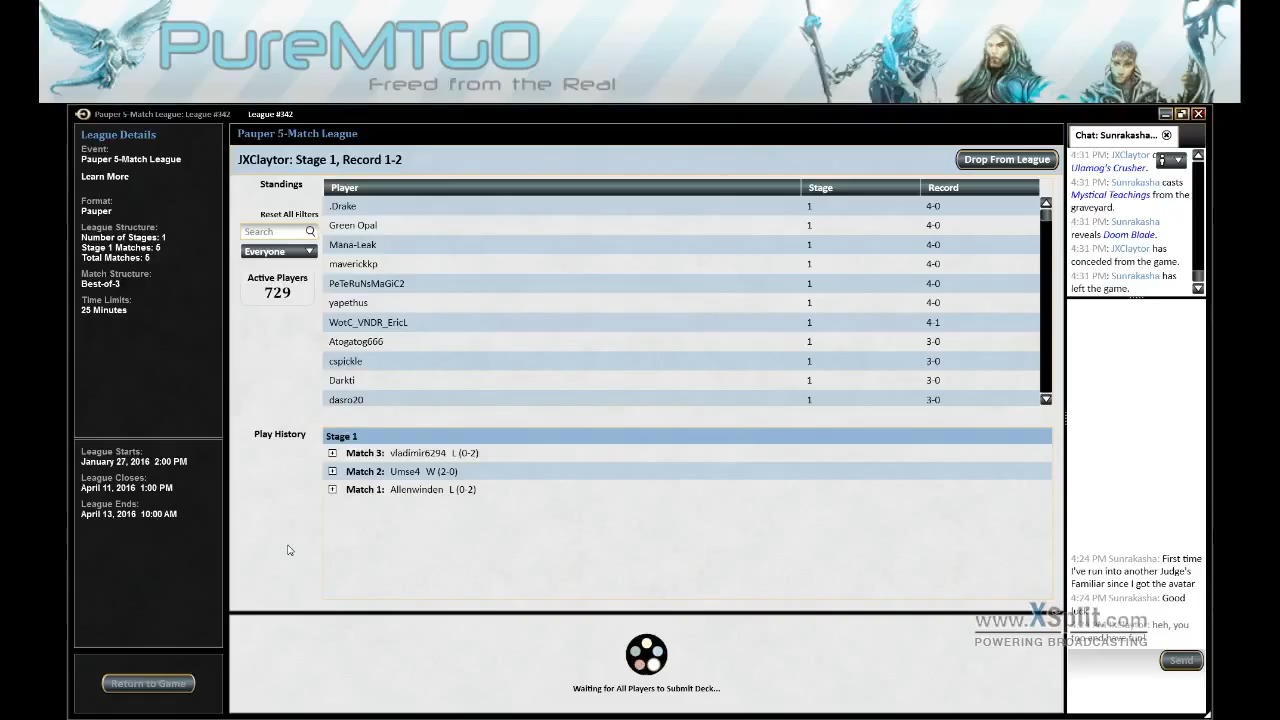 PureMTGO
Freed from the Real
Pauper 5-Match League: League #342
League #342
League Details
Event:
Pauper 5-Match League
Learn More
Format:
Pauper
League Structure:
Number of Stages: 1
Stage 1 Matches: 5
Total Matches: 5
Match Structure:
Best-of-3
Time Limits:
25 Minutes
League Starts:
January 27, 2016 2:00 PM
League Closes:
April 11, 2016 1:00 PM
League Ends:
April 13, 2016 10:00 AM
Return to Game
Pauper 5-Match League
JXClaytor: Stage 1, Record 1-2
Drop From League
Standings
Reset All Filters
Search
Everyone
Active Players
729
Player Stage Record
.Drake 1 4-0
Green Opal 1 4-0
Mana-Leak 1 4-0
maverickkp 1 4-0
PeTeRuNsMaGiC2 1 4-0
yapethus 1 4-0
WotC_VNDR_EricL 1 4-1
Atogatog666 1 3-0
cspickle 1 3-0
Darkti 1 3-0
dasro20 1 3-0
Play History
Stage 1
Match 3: vladimir6294 L (0-2)
Match 2: Umse4 W (2-0)
Match 1: Allenwinden L (0-2)
Waiting for All Players to Submit Deck...
Chat: Sunrakasha...
4:31 PM: JXClaytor
Ulamog's Crusher.
4:31 PM: Sunrakasha casts
Mystical Teachings from the
graveyard.
4:31 PM: Sunrakasha
reveals Doom Blade.
4:31 PM: JXClaytor has
conceded from the game.
4:31 PM: Sunrakasha has
left the game.
4:24 PM Sunrakasha: First time
I've run into another Judge's
Familiar since I got the avatar
4:24 PM Sunrakasha: Good
luck
JXClaytor: heh, you
too and have fun!
www.XSplit.com
POWERING BROADCASTING
Send